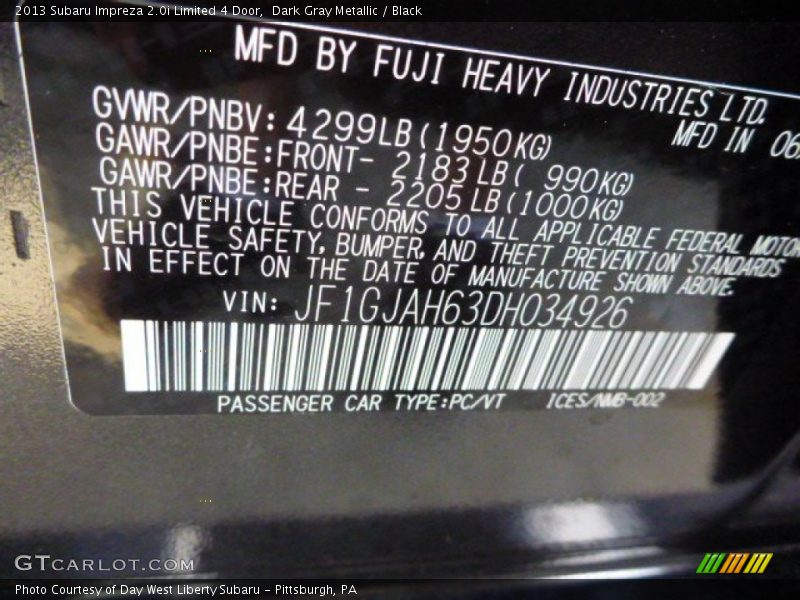 2013 Subaru Impreza 2.0i Limited 4 Door,  Dark Gray Metallic / Black
MFD BY FUJI HEAVY INDUSTRIES LTD.
GVWR/PNBV: 4299LB(1950KG) MFD IN 06
GAWR/PNBE:FRONT- 2183LB( 990KG)
GAWR/PNBE:REAR - 2205LB(1000KG)
THIS VEHICLE CONFORMS TO ALL APPLICABLE FEDERAL MOTOR
VEHICLE SAFETY, BUMPER, AND THEFT PREVENTION STANDARDS
IN EFFECT ON THE DATE OF MANUFACTURE SHOWN ABOVE.
VIN: JF1GJAH63DH034926
PASSENGER CAR TYPE:PC/VT ICES/NMB-002
GTCARLOT.COM
Photo Courtesy of Day West Liberty Subaru - Pittsburgh, PA